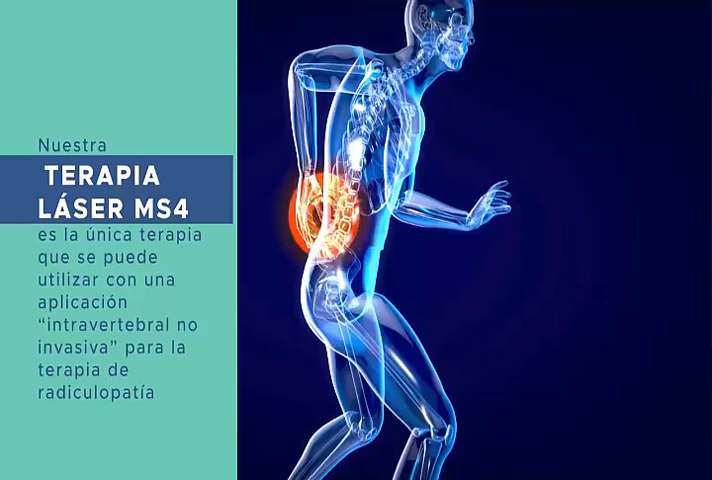 Nuestra
TERAPIA
LÁSER MS4
es la única terapia
que se puede
utilizar con una
aplicación
“intravertebral no
invasiva” para la
terapia de
radiculopatía